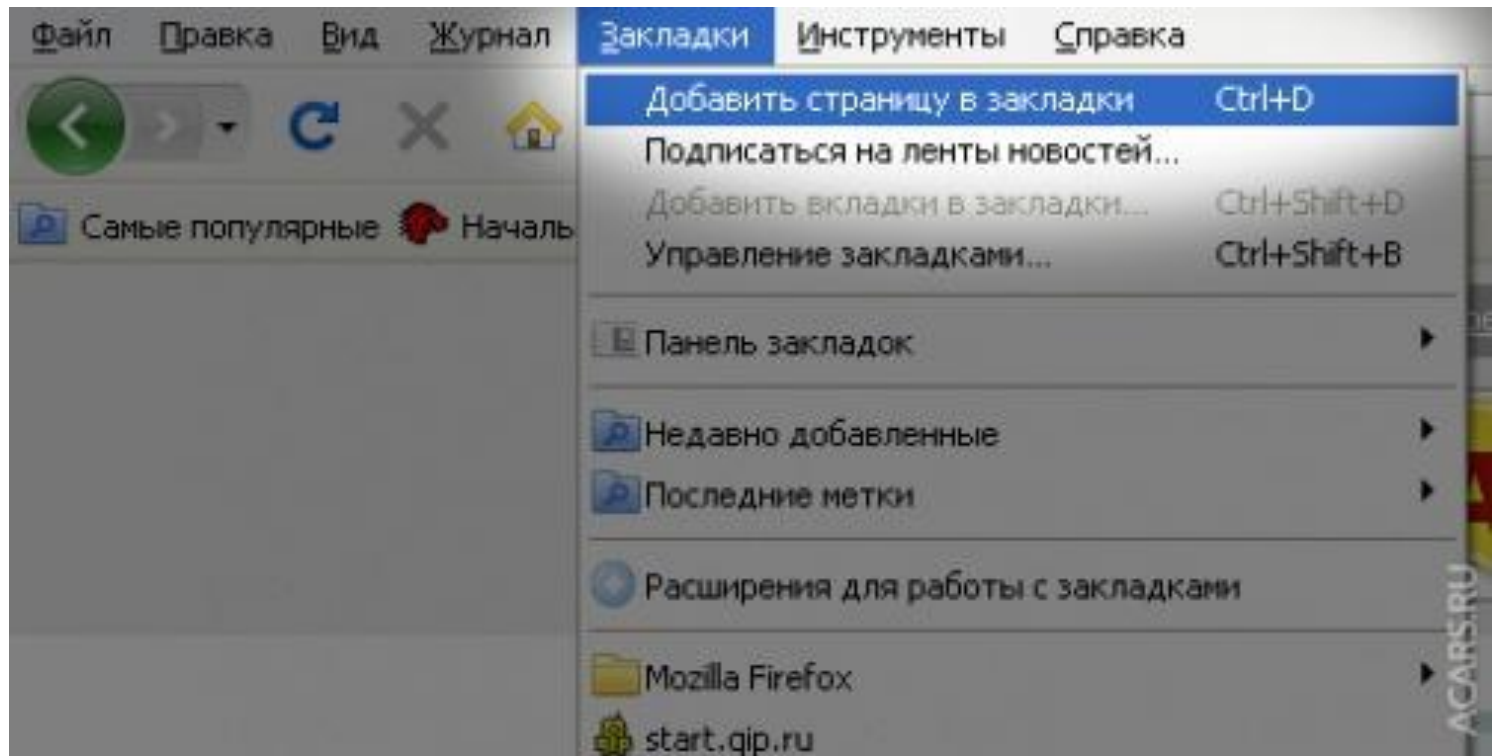 Файл Правка Вид Журнал Закладки Инструменты Справка
Добавить страницу в закладки Ctrl+D
Подписаться на ленты новостей...
Добавить вкладки в закладки... Ctrl+Shift+D
Самые популярные Началь
Управление закладками... Ctrl+Shift+B
Панель закладок
Недавно добавленные
Последние метки
Расширения для работы с закладками
Mozilla Firefox
start.qip.ru
ACARS.RU